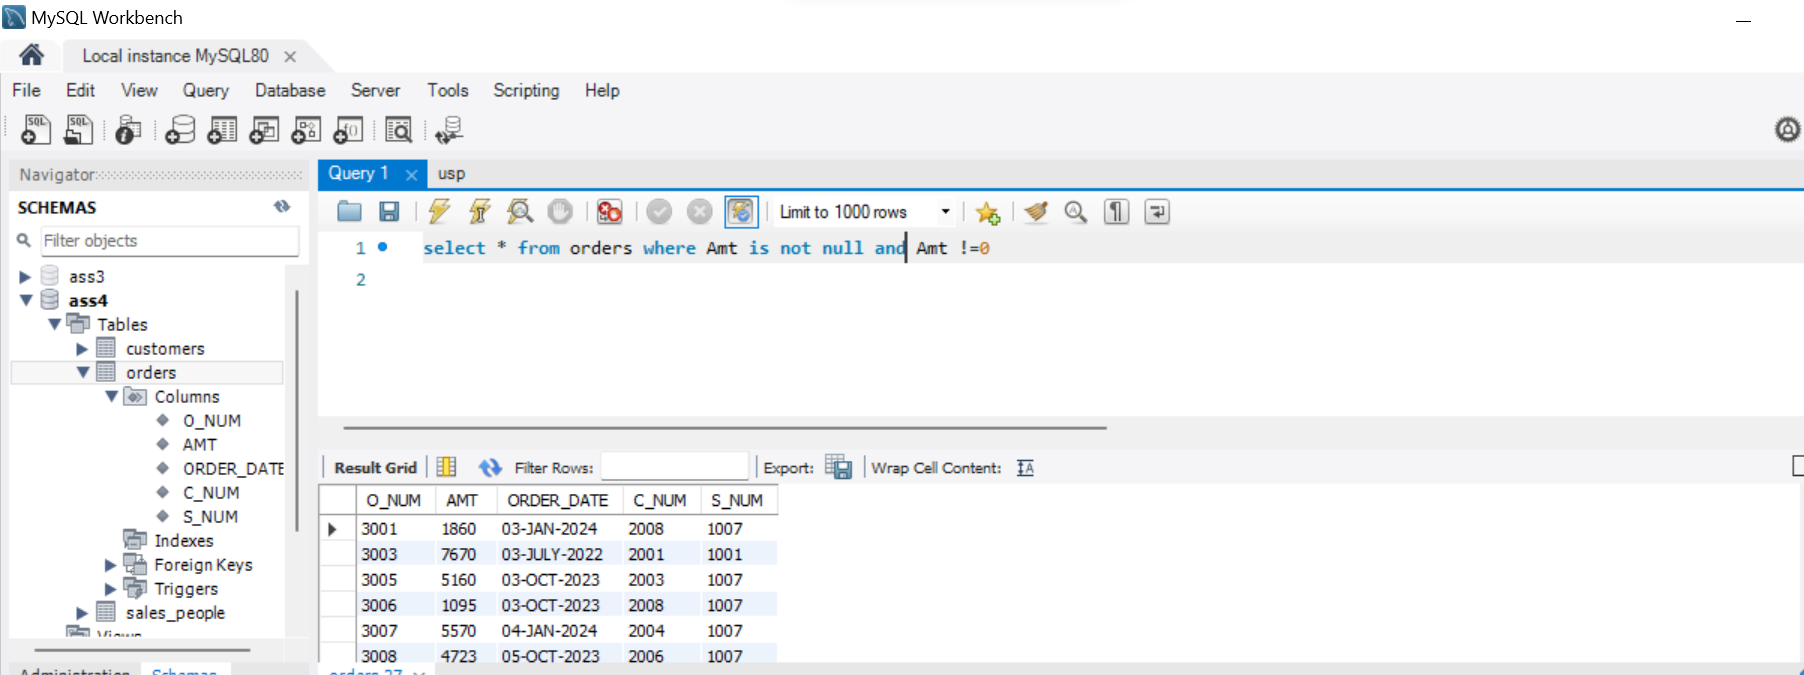 MySQL Workbench
Local instance MySQL80
File Edit View Query Database Server Tools Scripting Help
Navigator
SCHEMAS
Filter objects
ass3
ass4
Tables
customers
orders
Columns
O_NUM
AMT
ORDER_DATE
C_NUM
S_NUM
Indexes
Foreign Keys
Triggers
sales_people
Views
Administration Schemas
Query 1 usp
Limit to 1000 rows
1 select * from orders where Amt is not null and Amt !=0
2
Result Grid Filter Rows: Export: Wrap Cell Content:
O_NUM AMT ORDER_DATE C_NUM S_NUM
3001 1860 03-JAN-2024 2008 1007
3003 7670 03-JULY-2022 2001 1001
3005 5160 03-OCT-2023 2003 1007
3006 1095 03-OCT-2023 2008 1007
3007 5570 04-JAN-2024 2004 1007
3008 4723 05-OCT-2023 2006 1007
orders 27